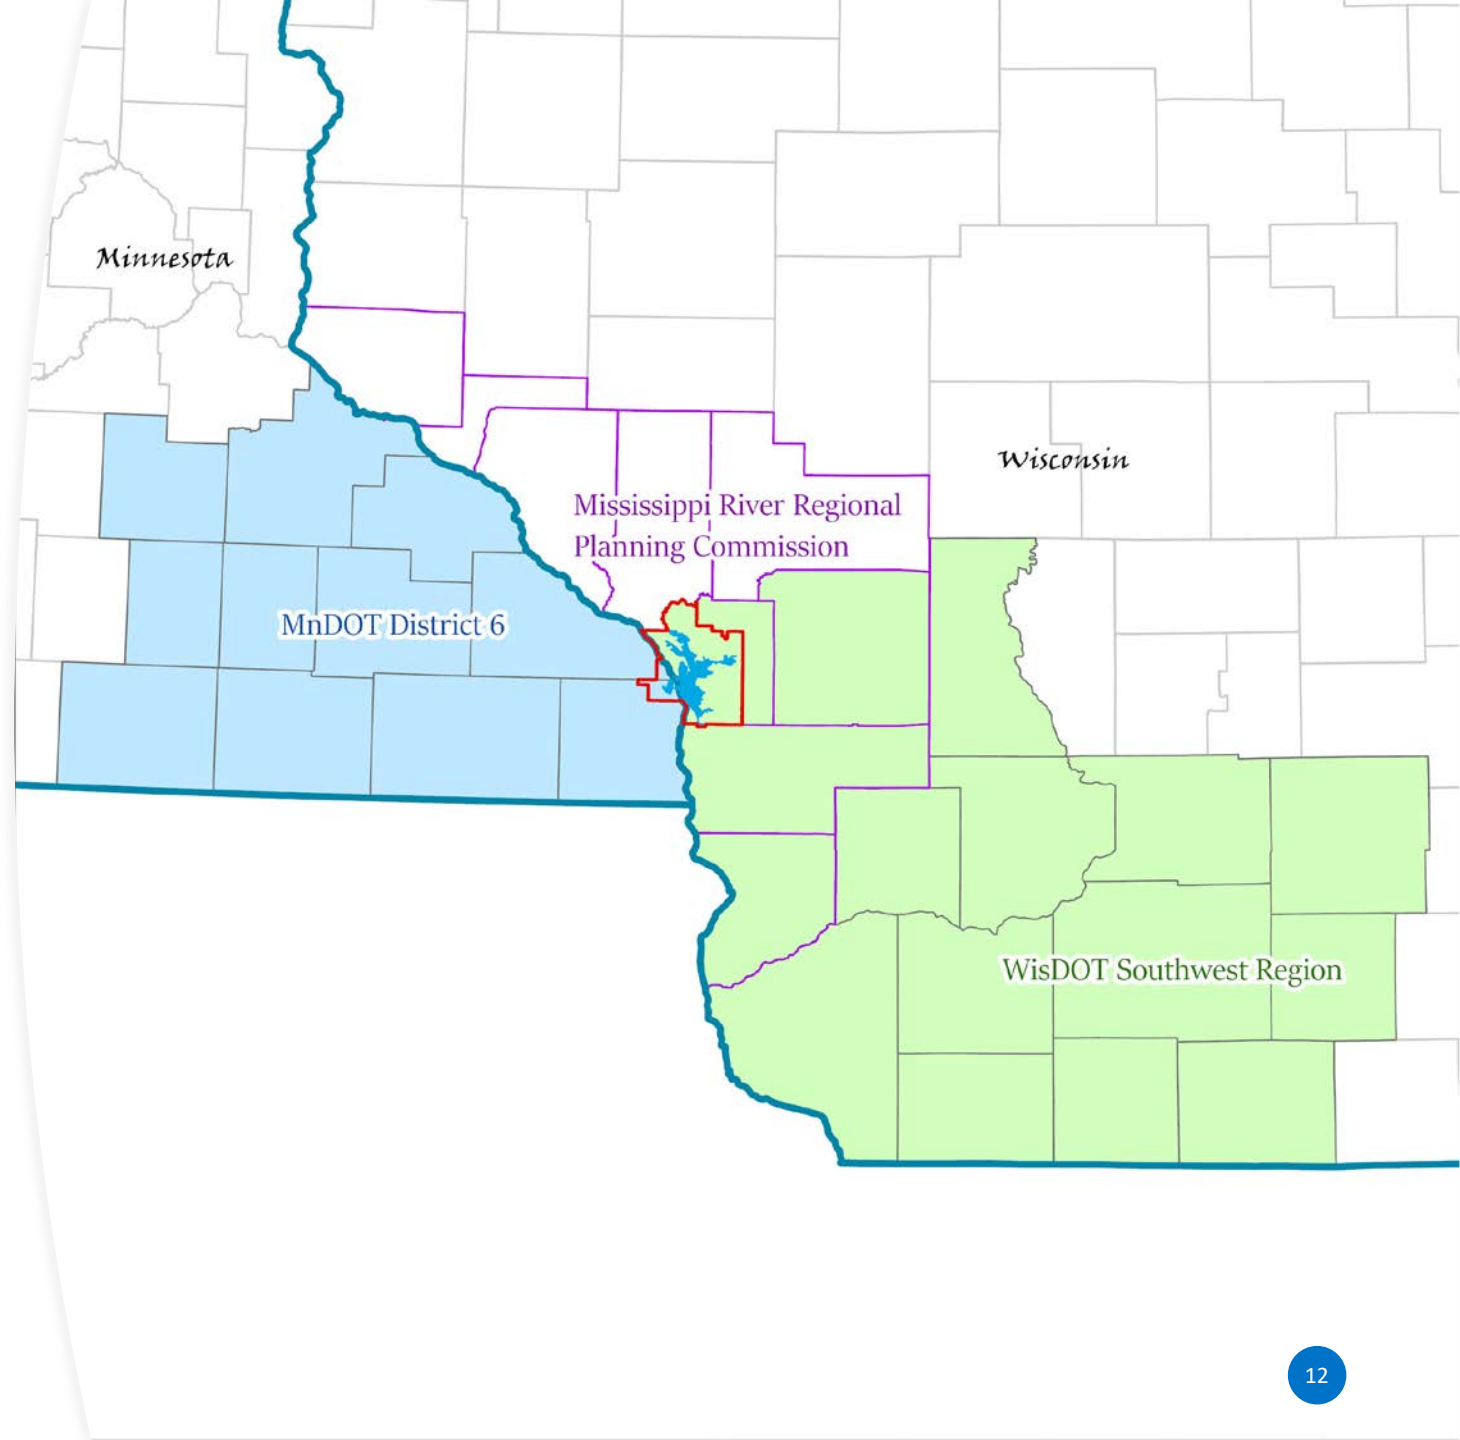 Minnesota
Wisconsin
Mississippi River Regional
Planning Commission
MnDOT District 6
WisDOT Southwest Region
12